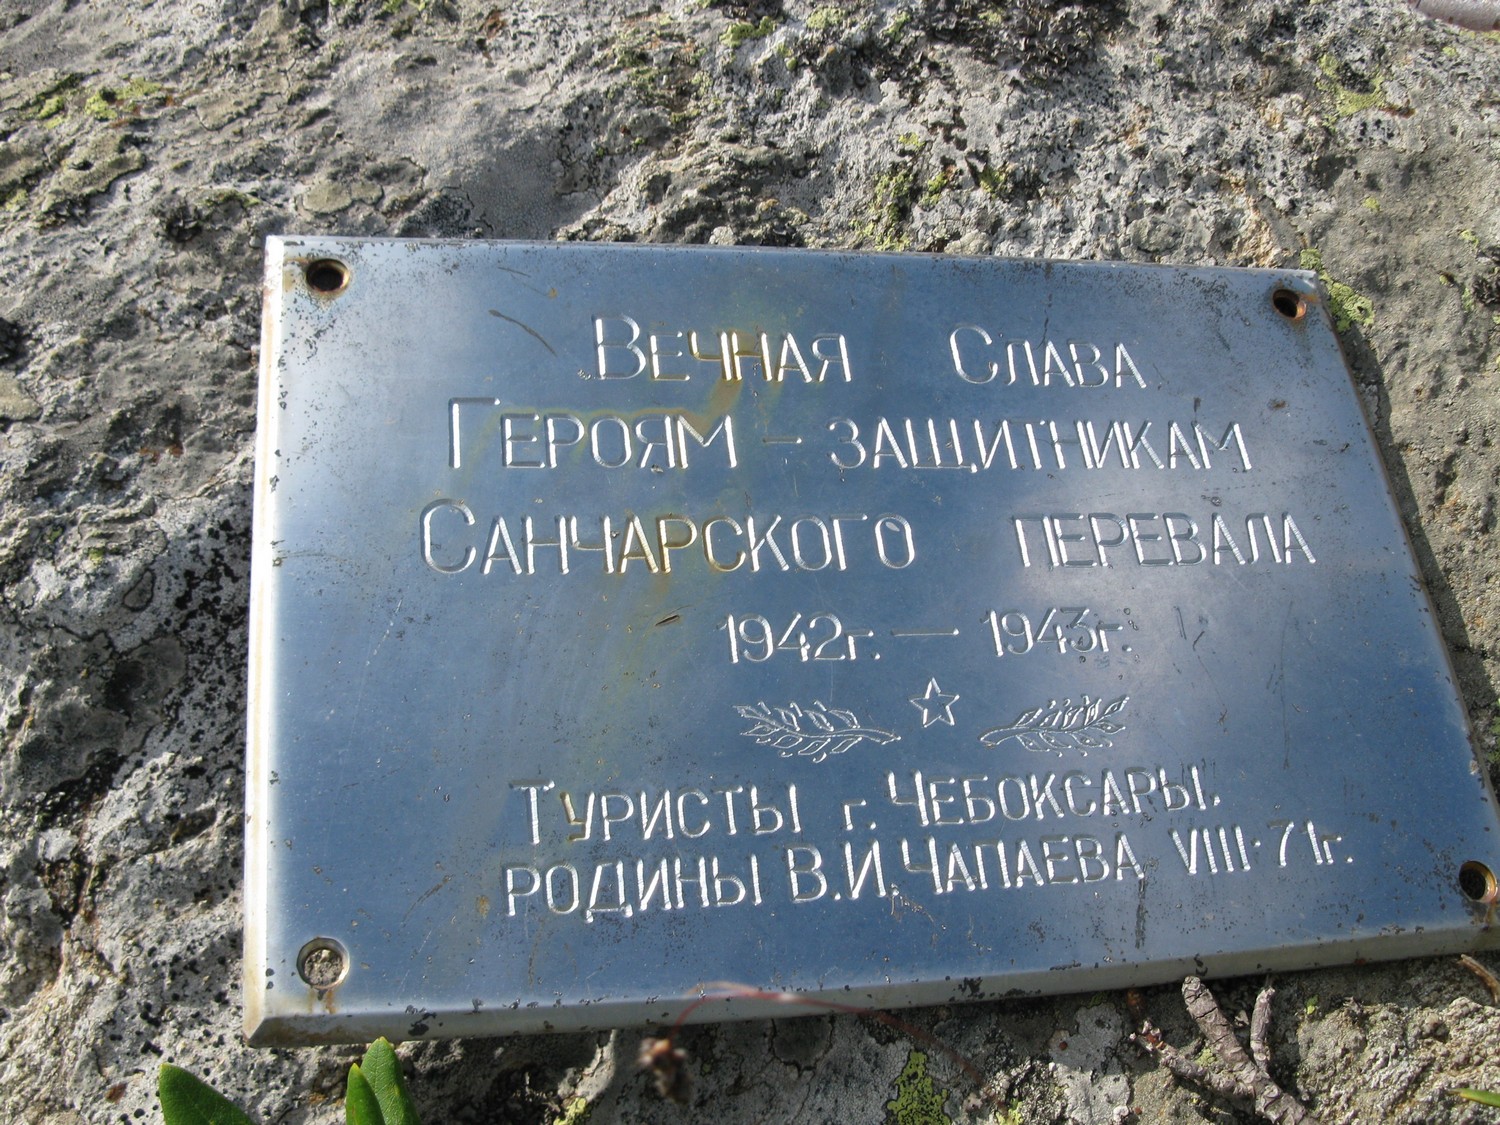 Вечная Слава
Героям – защитникам
Санчарского перевала
1942г. — 1943г.
Туристы г. Чебоксары,
родины В.И. Чапаева VIII·71г.